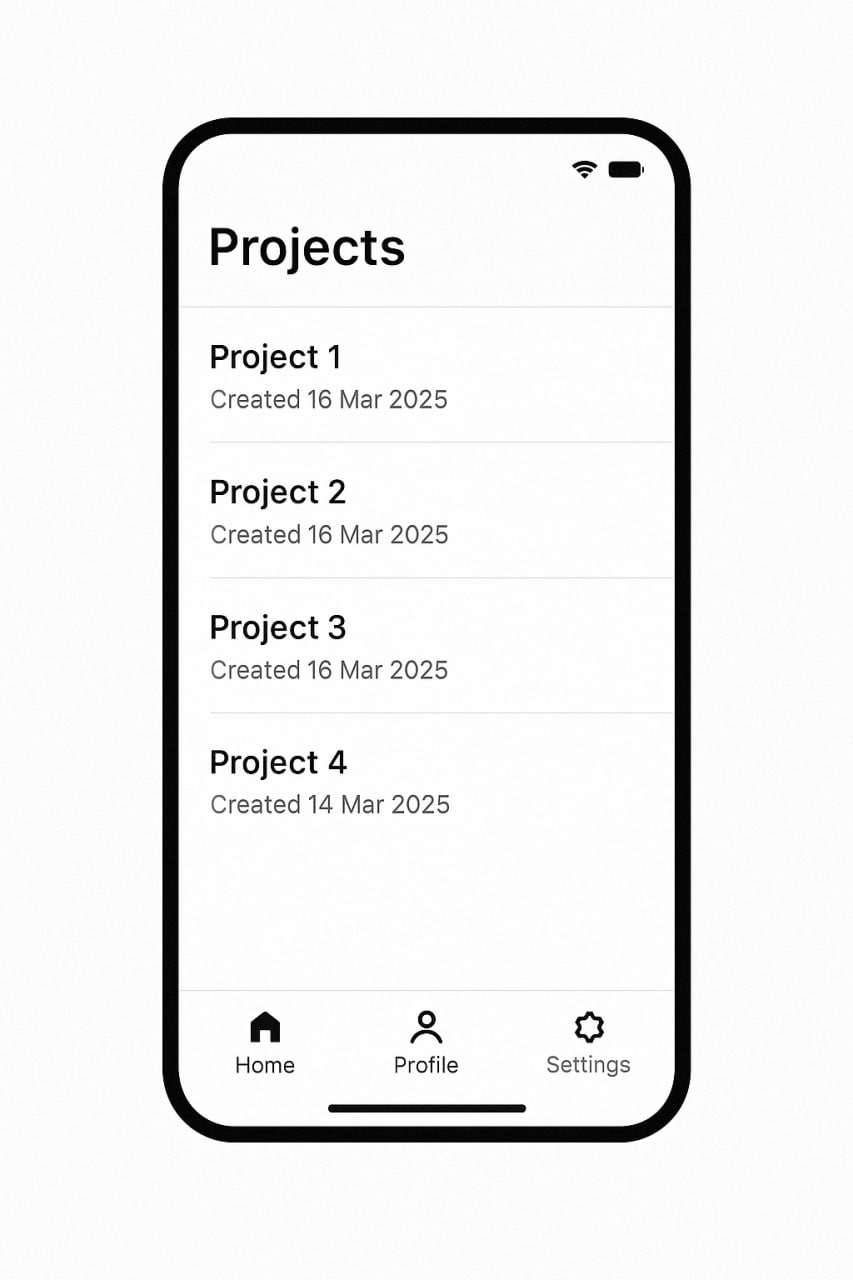 Projects
Project 1
Created 16 Mar 2025
Project 2
Created 16 Mar 2025
Project 3
Created 16 Mar 2025
Project 4
Created 14 Mar 2025
Home
Profile
Settings